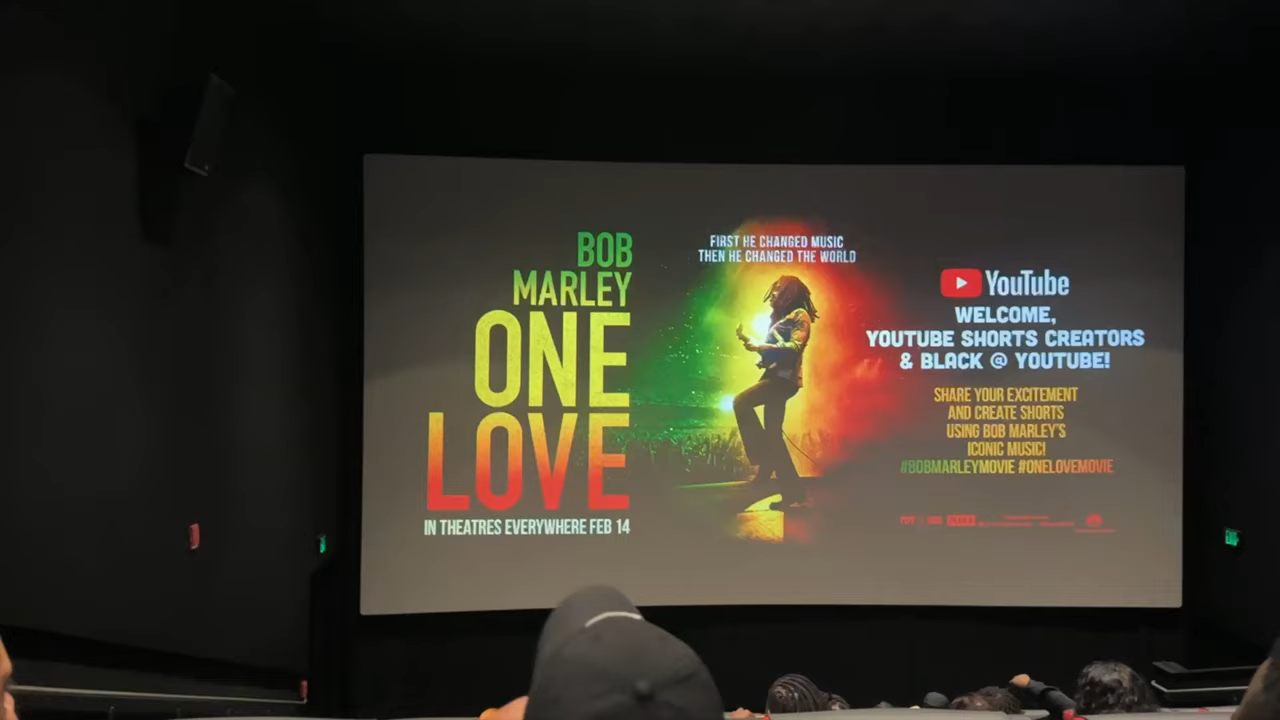 BOB
MARLEY
ONE
LOVE
IN THEATRES EVERYWHERE FEB 14
FIRST HE CHANGED MUSIC
THEN HE CHANGED THE WORLD
YouTube
WELCOME,
YOUTUBE SHORTS CREATORS
& BLACK @ YOUTUBE!
SHARE YOUR EXCITEMENT
AND CREATE SHORTS
USING BOB MARLEY'S
ICONIC MUSIC!
#BOBMARLEYMOVIE #ONELOVEMOVIE